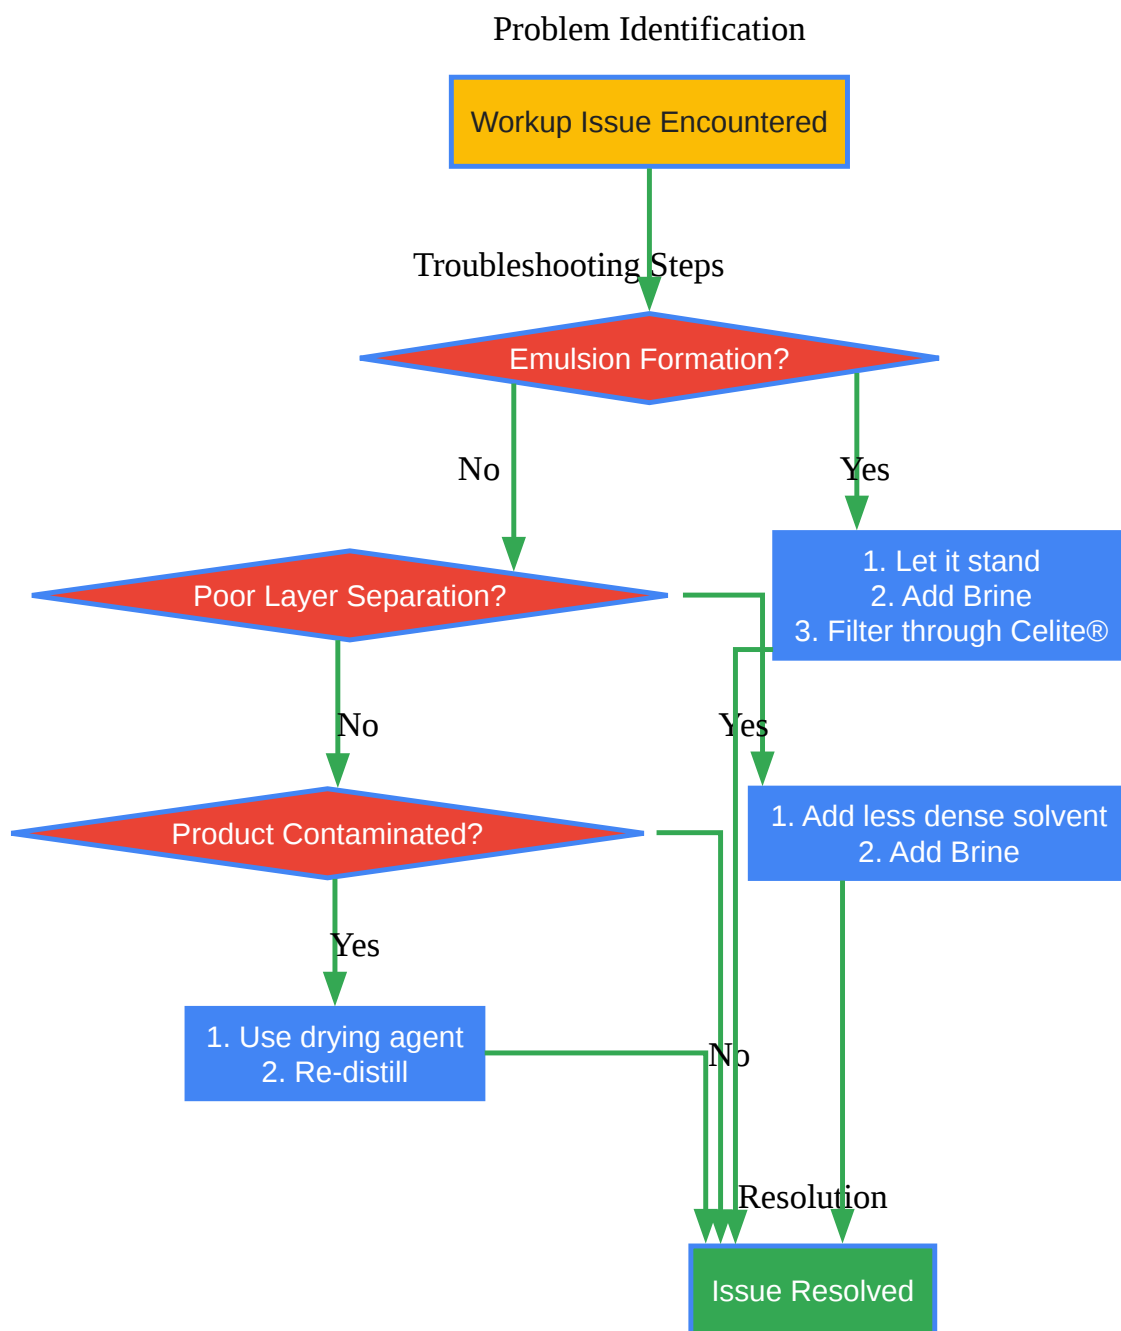 Problem Identification
Workup Issue Encountered
Troubleshooting Steps
Emulsion Formation?
No
Yes
1. Let it stand
2. Add Brine
3. Filter through Celite®
Poor Layer Separation?
No
Yes
1. Add less dense solvent
2. Add Brine
Product Contaminated?
Yes
No
1. Use drying agent
2. Re-distill
Resolution
Issue Resolved